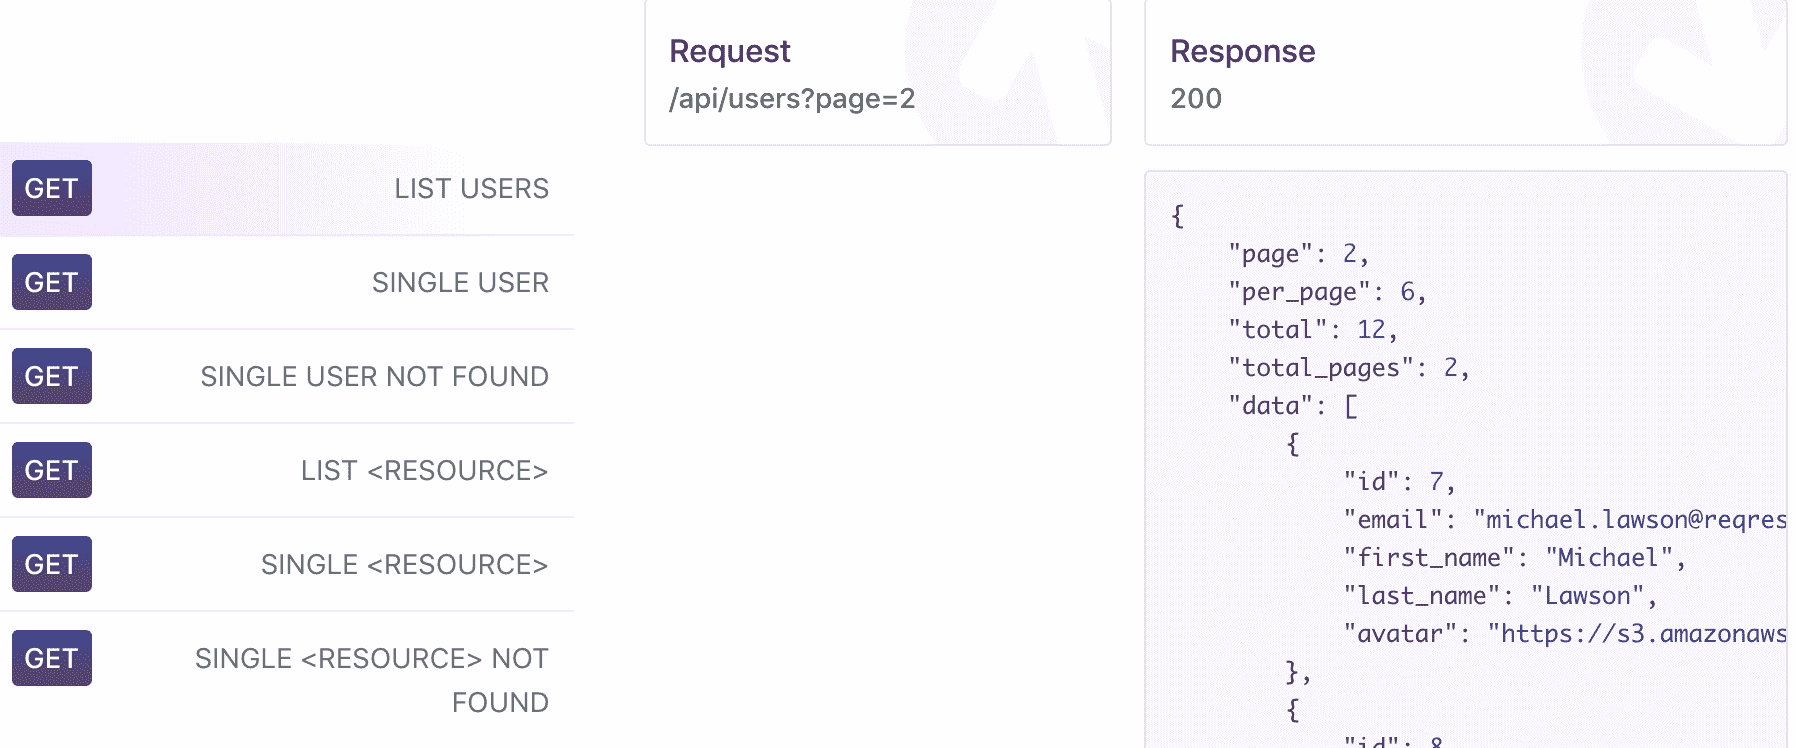 Request
/api/users?page=2
Response
200
GET LIST USERS
GET SINGLE USER
GET SINGLE USER NOT FOUND
GET LIST <RESOURCE>
GET SINGLE <RESOURCE>
GET SINGLE <RESOURCE> NOT
FOUND
{
"page": 2,
"per_page": 6,
"total": 12,
"total_pages": 2,
"data": [
{
"id": 7,
"email": "michael.lawson@reqres
"first_name": "Michael",
"last_name": "Lawson",
"avatar": "https://s3.amazonaws
},
{
"id": 8